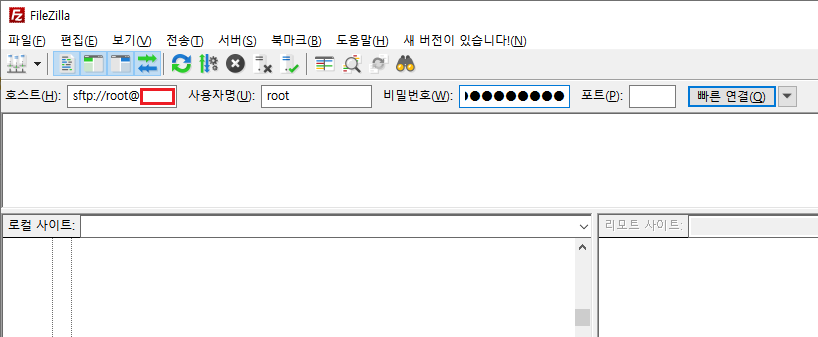 FileZilla
파일(F) 편집(E) 보기(V) 전송(T) 서버(S) 북마크(B) 도움말(H) 새 버전이 있습니다!(N)
호스트(H): sftp://root@ 사용자명(U): root 비밀번호(W): ●●●●●●●●● 포트(P): 빠른 연결(Q)
로컬 사이트: 리모트 사이트: